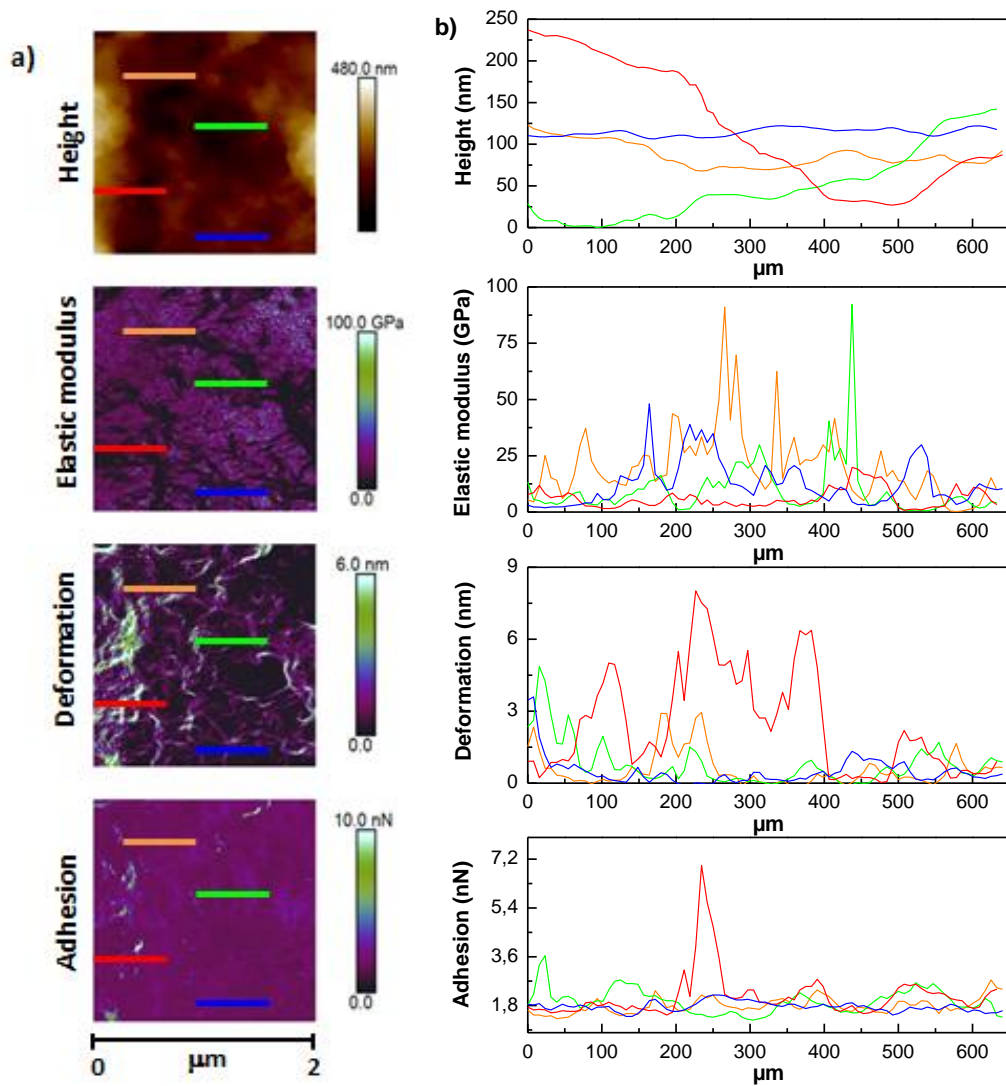 a)
Height
480.0 nm
0.0
Elastic modulus
100.0 GPa
0.0
Deformation
6.0 nm
0.0
Adhesion
10.0 nN
0.0
0 µm 2
b)
Height (nm)
250
200
150
100
50
0
0 100 200 300 400 500 600
µm
Elastic modulus (GPa)
100
75
50
25
0
0 100 200 300 400 500 600
µm
Deformation (nm)
9
6
3
0
0 100 200 300 400 500 600
µm
Adhesion (nN)
7,2
5,4
3,6
1,8
0 100 200 300 400 500 600
µm